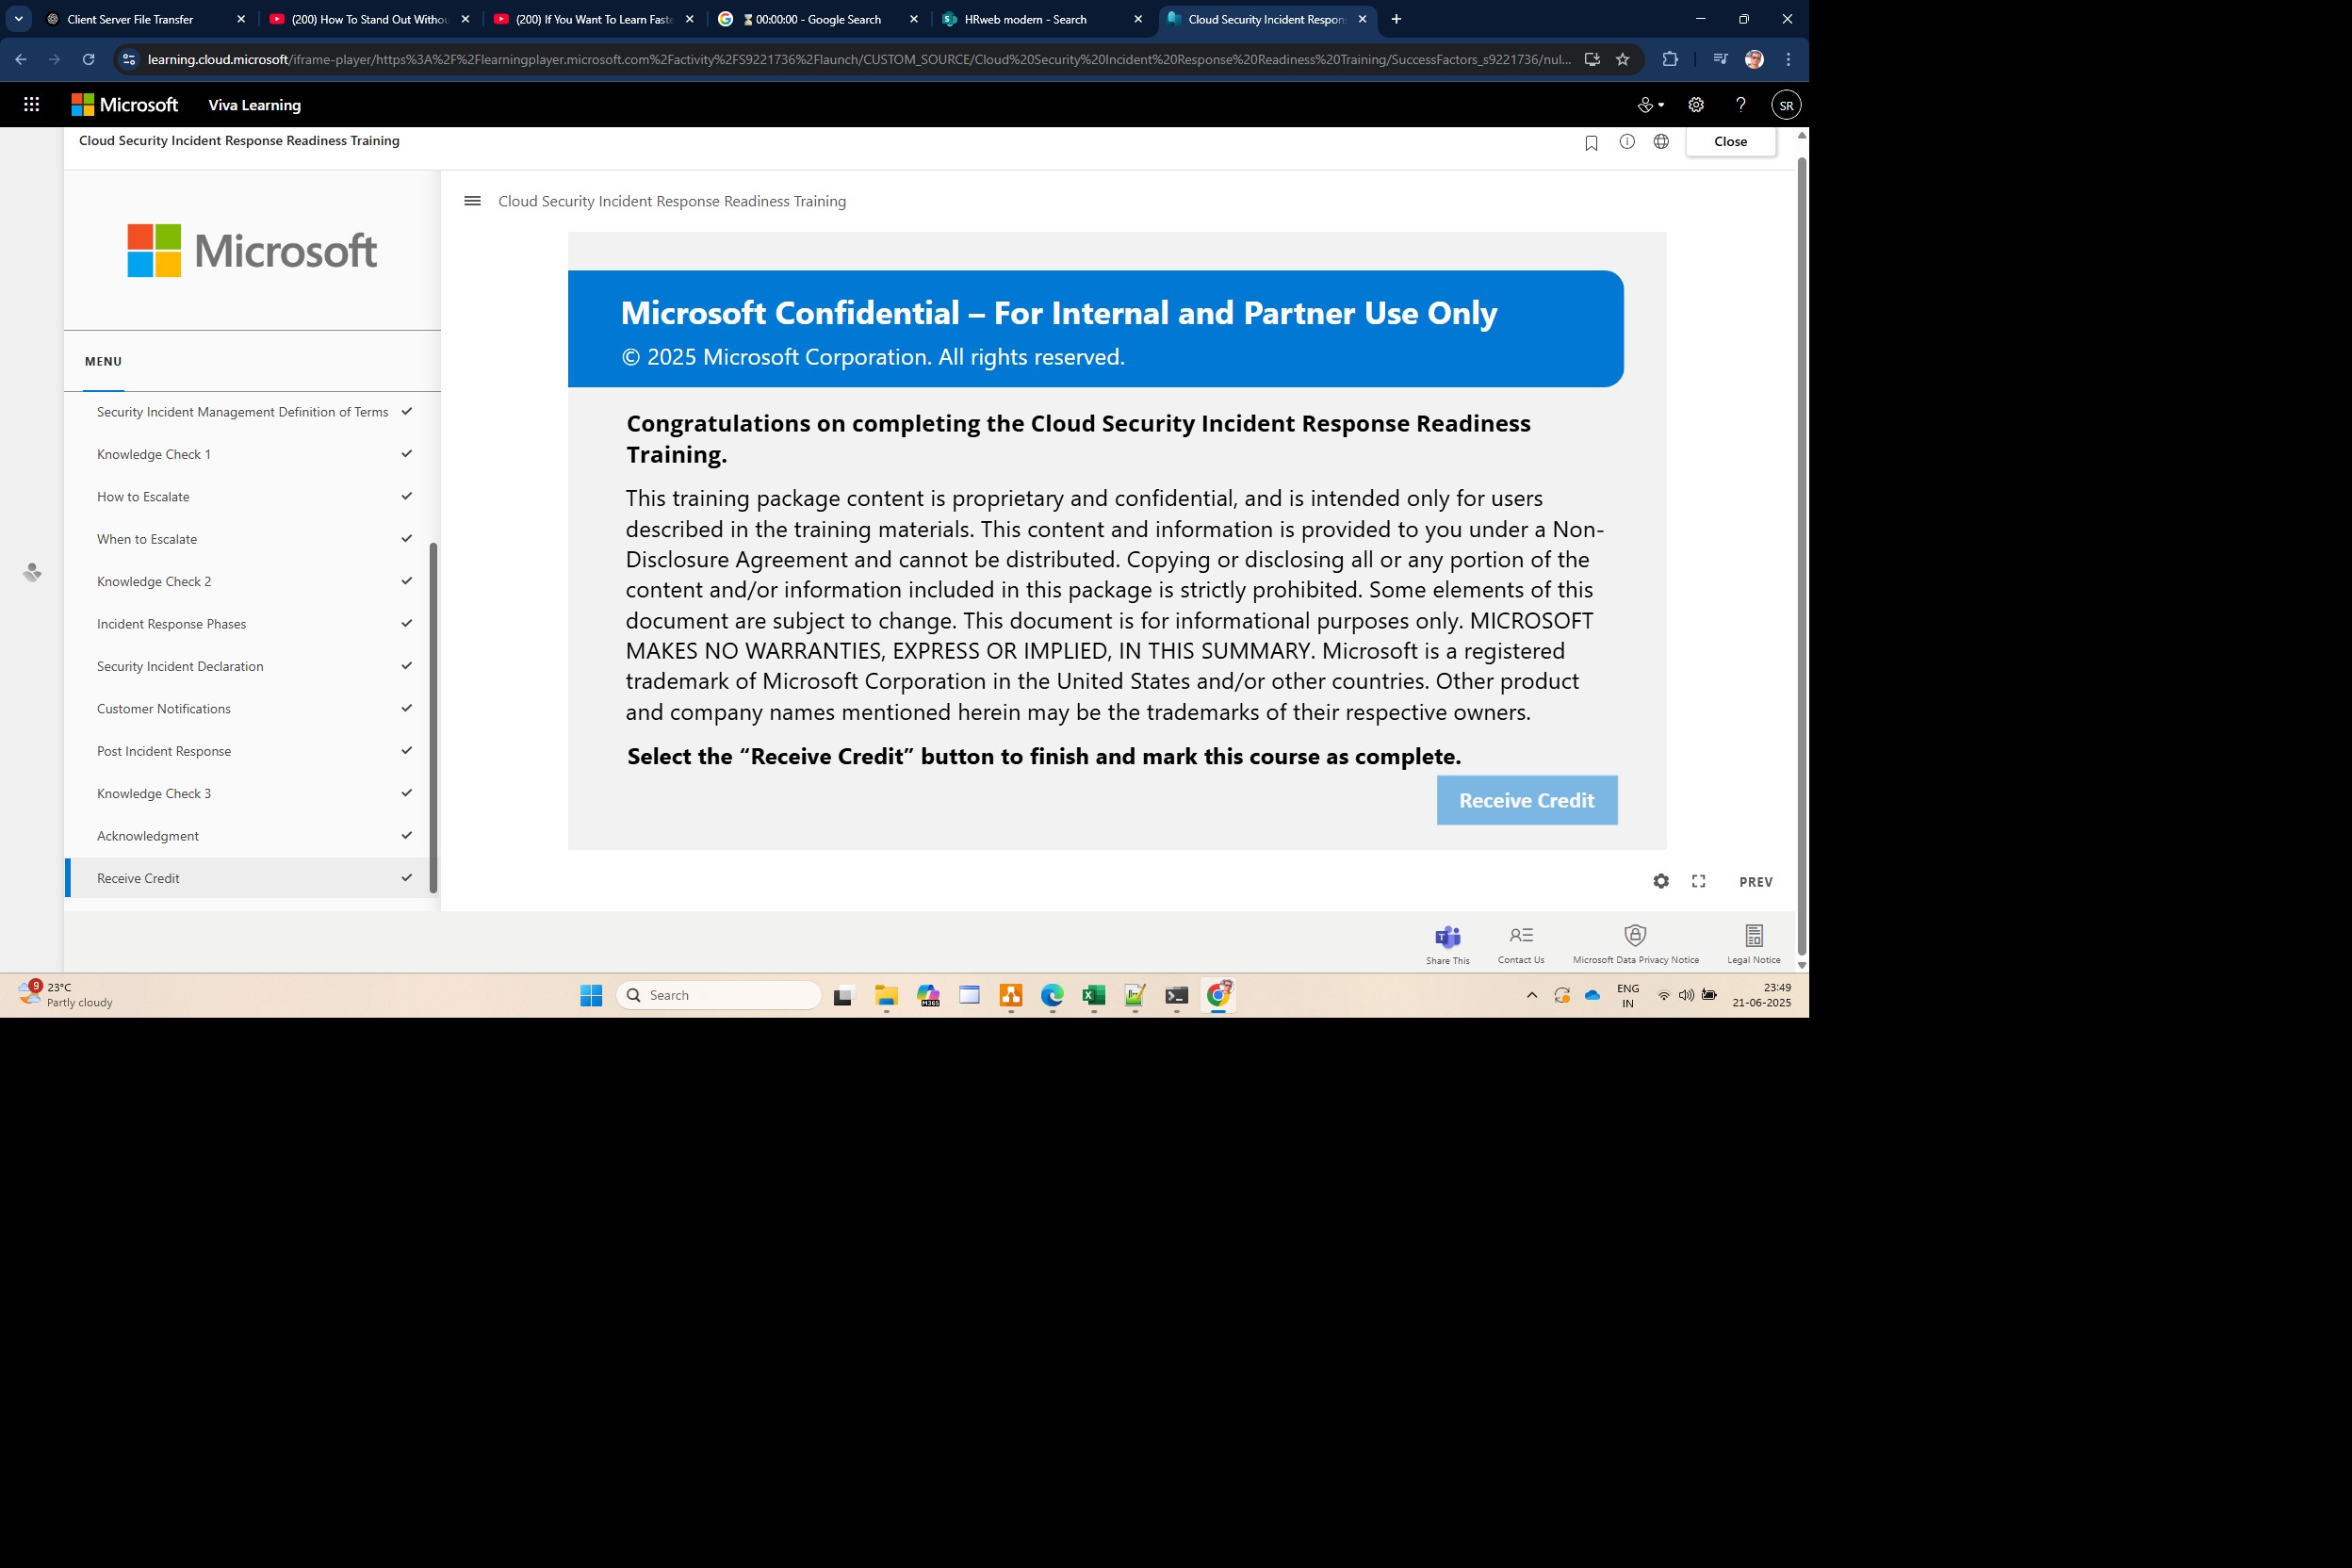 Client Server File Transfer
(200) How To Stand Out Withou
(200) If You Want To Learn Faste
00:00:00 - Google Search
HRweb modern - Search
Cloud Security Incident Respon
learning.cloud.microsoft/iframe-player/https%3A%2F%2Flearningplayer.microsoft.com%2Factivity%2FS9221736%2Flaunch/CUSTOM_SOURCE/Cloud%20Security%20Incident%20Response%20Readiness%20Training/SuccessFactors_s9221736/nul...
Microsoft
Viva Learning
SR
Cloud Security Incident Response Readiness Training
Close
Microsoft
MENU
Security Incident Management Definition of Terms
Knowledge Check 1
How to Escalate
When to Escalate
Knowledge Check 2
Incident Response Phases
Security Incident Declaration
Customer Notifications
Post Incident Response
Knowledge Check 3
Acknowledgment
Receive Credit
Cloud Security Incident Response Readiness Training
Microsoft Confidential – For Internal and Partner Use Only
© 2025 Microsoft Corporation. All rights reserved.
Congratulations on completing the Cloud Security Incident Response Readiness
Training.
This training package content is proprietary and confidential, and is intended only for users
described in the training materials. This content and information is provided to you under a Non-
Disclosure Agreement and cannot be distributed. Copying or disclosing all or any portion of the
content and/or information included in this package is strictly prohibited. Some elements of this
document are subject to change. This document is for informational purposes only. MICROSOFT
MAKES NO WARRANTIES, EXPRESS OR IMPLIED, IN THIS SUMMARY. Microsoft is a registered
trademark of Microsoft Corporation in the United States and/or other countries. Other product
and company names mentioned herein may be the trademarks of their respective owners.
Select the “Receive Credit” button to finish and mark this course as complete.
Receive Credit
PREV
Share This
Contact Us
Microsoft Data Privacy Notice
Legal Notice
9
23°C
Partly cloudy
Search
M365
ENG
IN
23:49
21-06-2025